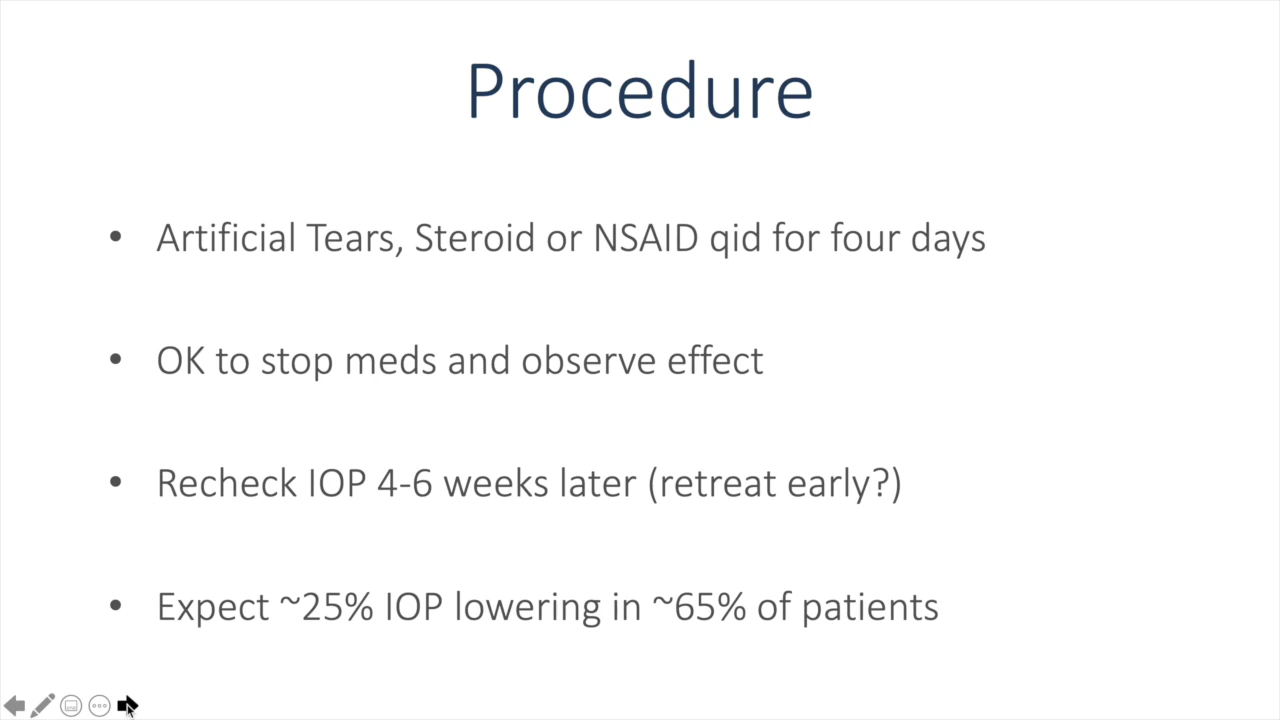 Procedure
• Artificial Tears, Steroid or NSAID qid for four days
• OK to stop meds and observe effect
• Recheck IOP 4-6 weeks later (retreat early?)
• Expect ~25% IOP lowering in ~65% of patients